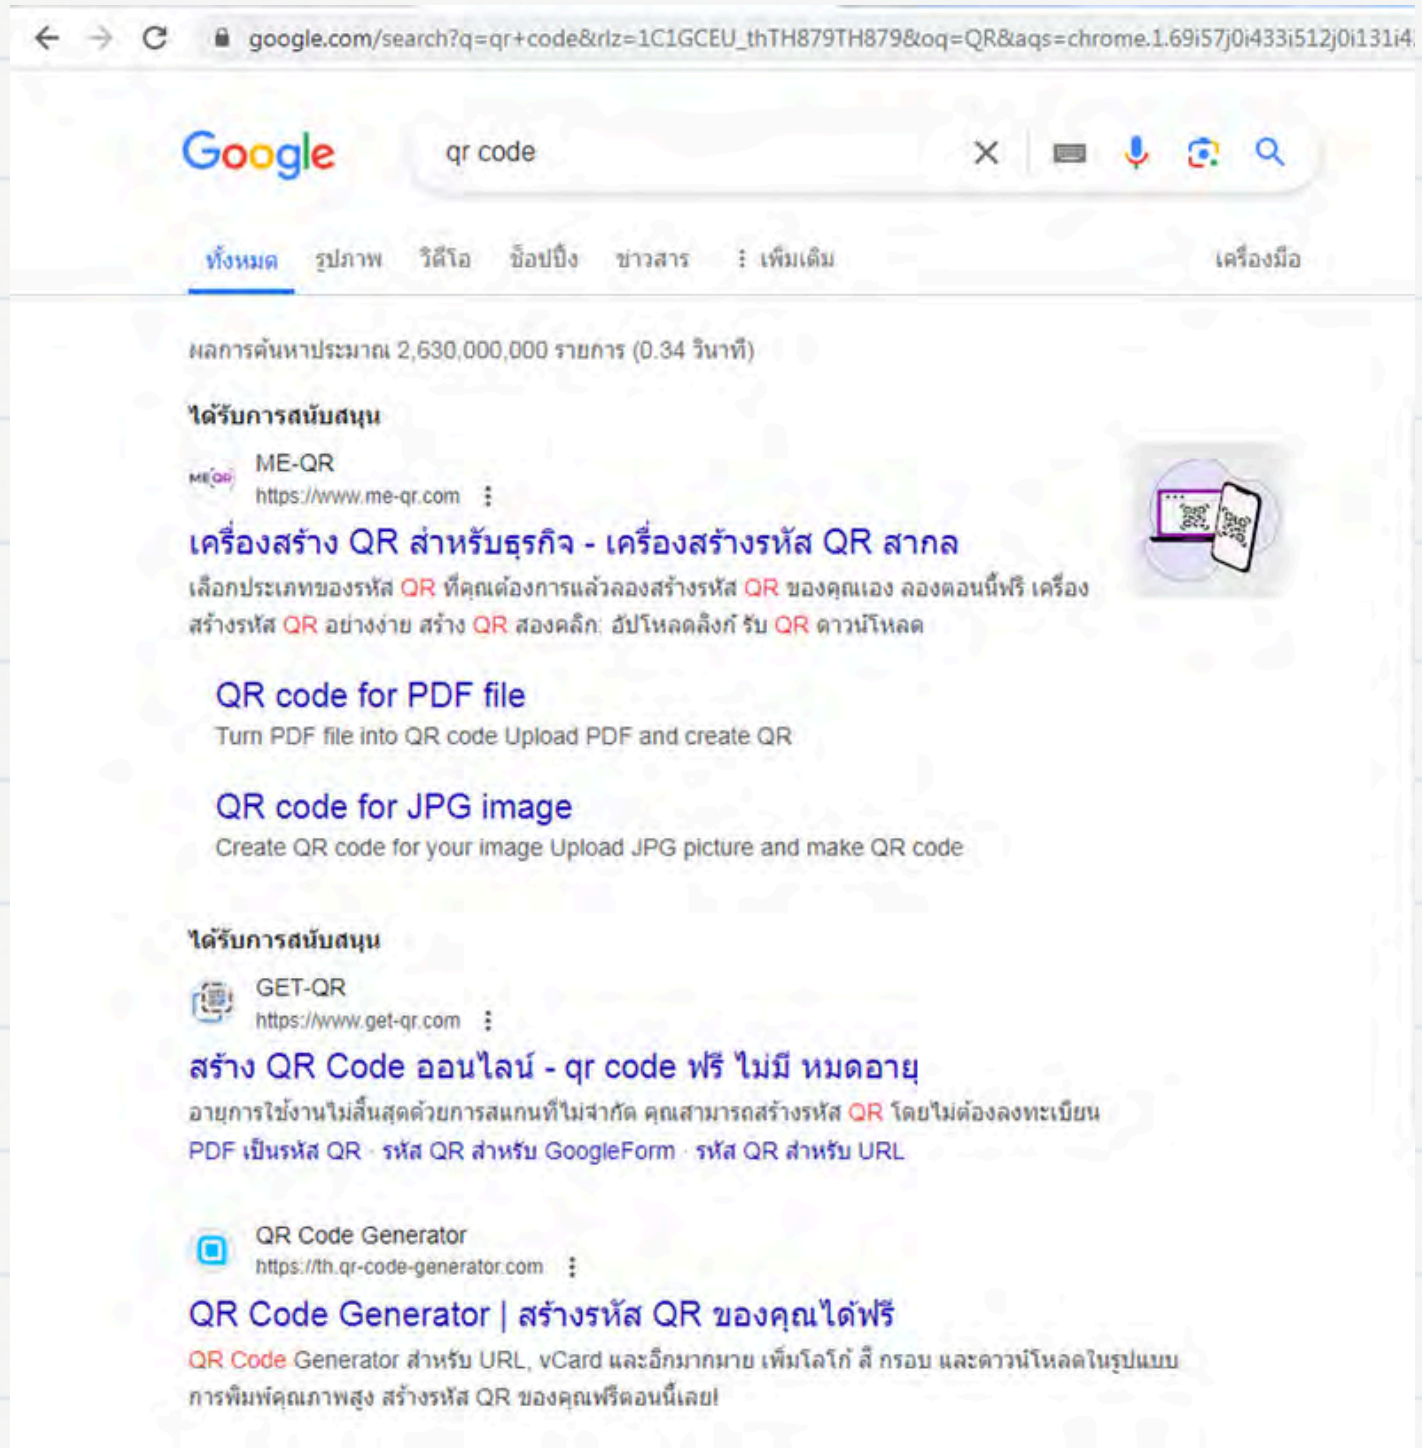 google.com/search?q=qr+code&rlz=1C1GCEU_thTH879TH879&oq=QR&aqs=chrome.1.69i57j0i433i512j0i131i4
Google
qr code
ทั้งหมด รูปภาพ วิดีโอ ช็อปปิ้ง ข่าวสาร เพิ่มเติม เครื่องมือ
ผลการค้นหาประมาณ 2,630,000,000 รายการ (0.34 วินาที)
ได้รับการสนับสนุน
ME-QR
ME-QR
https://www.me-qr.com
เครื่องสร้าง QR สำหรับธุรกิจ - เครื่องสร้างรหัส QR สากล
เลือกประเภทของรหัส QR ที่คุณต้องการแล้วลองสร้างรหัส QR ของคุณเอง ลองตอนนี้ฟรี เครื่อง
สร้างรหัส QR อย่างง่าย สร้าง QR สองคลิก: อัปโหลดลิงก์ รับ QR ดาวน์โหลด
QR code for PDF file
Turn PDF file into QR code Upload PDF and create QR
QR code for JPG image
Create QR code for your image Upload JPG picture and make QR code
ได้รับการสนับสนุน
GET-QR
https://www.get-qr.com
สร้าง QR Code ออนไลน์ - qr code ฟรี ไม่มี หมดอายุ
อายุการใช้งานไม่สิ้นสุดด้วยการสแกนที่ไม่จำกัด คุณสามารถสร้างรหัส QR โดยไม่ต้องลงทะเบียน
PDF เป็นรหัส QR · รหัส QR สำหรับ GoogleForm · รหัส QR สำหรับ URL
QR Code Generator
https://th.qr-code-generator.com
QR Code Generator | สร้างรหัส QR ของคุณได้ฟรี
QR Code Generator สำหรับ URL, vCard และอีกมากมาย เพิ่มโลโก้ สี กรอบ และดาวน์โหลดในรูปแบบ
การพิมพ์คุณภาพสูง สร้างรหัส QR ของคุณฟรีตอนนี้เลย!